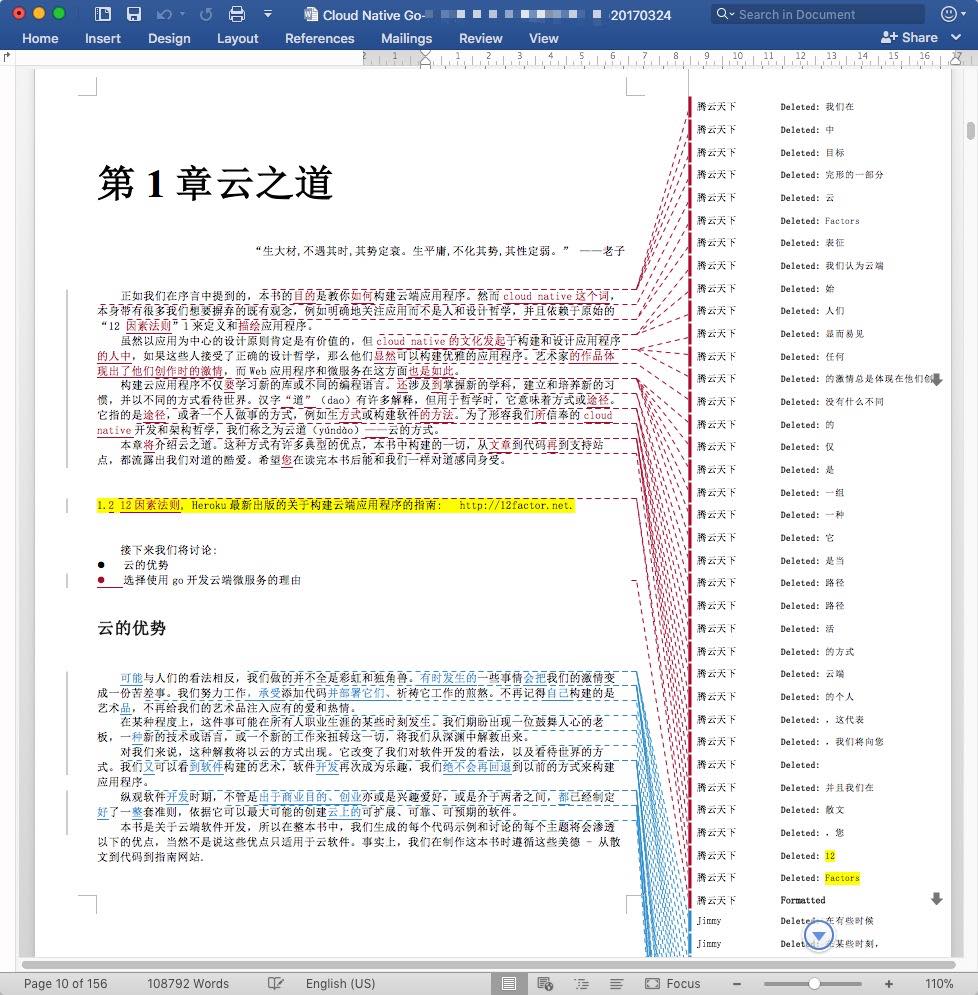 Cloud Native Go-
20170324
Search in Document
Home Insert Design Layout References Mailings Review View
Share
2 1 1 2 3 4 5 6 7 8 9 10 11 12 13 14 15 16 17
第 1 章云之道
“生大材,不遇其时,其势定衰。生平庸,不化其势,其性定弱。” ——老子
正如我们在序言中提到的，本书的目的是教你如何构建云端应用程序。然而 cloud native 这个词，
本身带有很多我们想要摒弃的既有观念，例如明确地关注应用而不是人和设计哲学，并且依赖于原始的
“12 因素法则”1 来定义和描绘应用程序。
虽然以应用为中心的设计原则肯定是有价值的，但 cloud native 的文化发起于构建和设计应用程序
的人中，如果这些人接受了正确的设计哲学，那么他们显然可以构建优雅的应用程序。艺术家的作品体
现出了他们创作时的激情，而 Web 应用程序和微服务在这方面也是如此。
构建云应用程序不仅要学习新的库或不同的编程语言。还涉及到掌握新的学科，建立和培养新的习
惯，并以不同的方式看待世界。汉字“道”（dao）有许多解释，但用于哲学时，它意味着方式或途径。
它指的是途径，或者一个人做事的方式，例如生方式或构建软件的方法。为了形容我们所信奉的 cloud
native 开发和架构哲学，我们称之为云道（yúndào）——云的方式。
本章将介绍云之道。这种方式有许多典型的优点，本书中构建的一切，从文章到代码再到支持站
点，都流露出我们对道的酷爱。希望您在读完本书后能和我们一样对道感同身受。
1.2 12 因素法则，Heroku 最新出版的关于构建云端应用程序的指南: http://12factor.net.
接下来我们将讨论:
● 云的优势
● 选择使用 go 开发云端微服务的理由
云的优势
可能与人们的看法相反，我们做的并不全是彩虹和独角兽。有时发生的一些事情会把我们的激情变
成一份苦差事。我们努力工作，承受添加代码并部署它们、祈祷它工作的煎熬。不再记得自己构建的是
艺术品，不再给我们的艺术品注入应有的爱和热情。
在某种程度上，这件事可能在所有人职业生涯的某些时刻发生。我们期盼出现一位鼓舞人心的老
板，一种新的技术或语言，或一个新的工作来扭转这一切，将我们从深渊中解救出来。
对我们来说，这种解救将以云的方式出现。它改变了我们对软件开发的看法，以及看待世界的方
式。我们又可以看到软件构建的艺术，软件开发再次成为乐趣，我们绝不会再回退到以前的方式来构建
应用程序。
纵观软件开发时期，不管是出于商业目的、创业亦或是兴趣爱好，或是介于两者之间，都已经制定
好了一整套准则，依据它可以最大可能的创建云上的可扩展、可靠、可预期的软件。
本书是关于云端软件开发，所以在整本书中，我们生成的每个代码示例和讨论的每个主题将会渗透
以下的优点，当然不是说这些优点只适用于云软件。事实上，我们在制作这本书时遵循这些美德 - 从散
文到代码到指南网站.
腾云天下 Deleted: 我们在
腾云天下 Deleted: 中
腾云天下 Deleted: 目标
腾云天下 Deleted: 完形的一部分
腾云天下 Deleted: 云
腾云天下 Deleted: Factors
腾云天下 Deleted: 表征
腾云天下 Deleted: 我们认为云端
腾云天下 Deleted: 始
腾云天下 Deleted: 人们
腾云天下 Deleted: 显而易见
腾云天下 Deleted: 任何
腾云天下 Deleted: 的激情总是体现在他们
腾云天下 Deleted: 没有什么不同
腾云天下 Deleted: 的
腾云天下 Deleted: 仅
腾云天下 Deleted: 是
腾云天下 Deleted: 一组
腾云天下 Deleted: 一种
腾云天下 Deleted: 它
腾云天下 Deleted: 是当
腾云天下 Deleted: 路径
腾云天下 Deleted: 路径
腾云天下 Deleted: 活
腾云天下 Deleted: 的方式
腾云天下 Deleted: 云端
腾云天下 Deleted: 的个人
腾云天下 Deleted: ，这代表
腾云天下 Deleted: ，我们将向您
腾云天下 Deleted:
腾云天下 Deleted: 并且我们在
腾云天下 Deleted: 散文
腾云天下 Deleted: ，您
腾云天下 Deleted: 12
腾云天下 Deleted: Factors
腾云天下 Formatted
Jimmy Deleted: 在有些时候
Jimmy Deleted: 在某些时刻，
Page 10 of 156 108792 Words English (US) Focus 110%